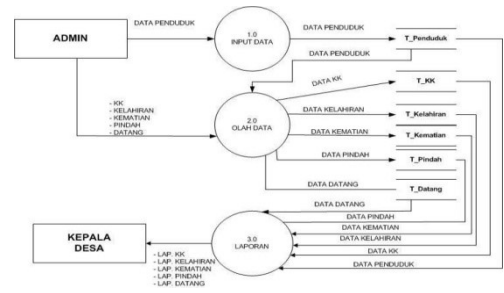 ADMIN
DATA PENDUDUK
1.0
INPUT DATA
DATA PENDUDUK
T_Penduduk
DATA PENDUDUK
DATA KK
T_KK
- KK
- KELAHIRAN
- KEMATIAN
- PINDAH
- DATANG
2.0
OLAH DATA
DATA KELAHIRAN
T_Kelahiran
DATA KEMATIAN
T_Kematian
DATA PINDAH
T_Pindah
DATA DATANG
T_Datang
DATA DATANG
DATA PINDAH
DATA KEMATIAN
DATA KELAHIRAN
DATA KK
DATA PENDUDUK
3.0
LAPORAN
KEPALA
DESA
- LAP. KK
- LAP. KELAHIRAN
- LAP. KEMATIAN
- LAP. PINDAH
- LAP. DATANG